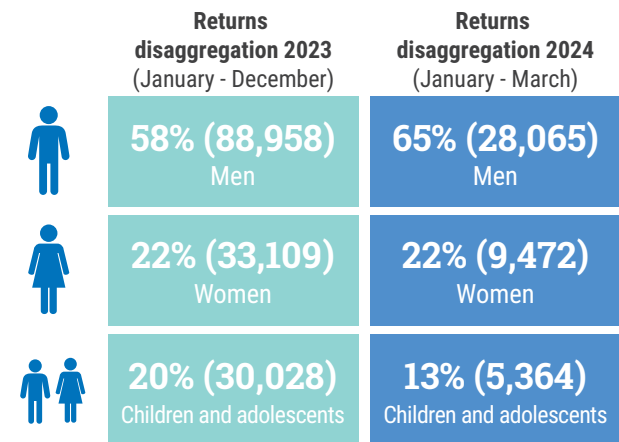 Returns
disaggregation 2023
(January - December)
Returns
disaggregation 2024
(January - March)
58% (88,958)
Men
65% (28,065)
Men
22% (33,109)
Women
22% (9,472)
Women
20% (30,028)
Children and adolescents
13% (5,364)
Children and adolescents